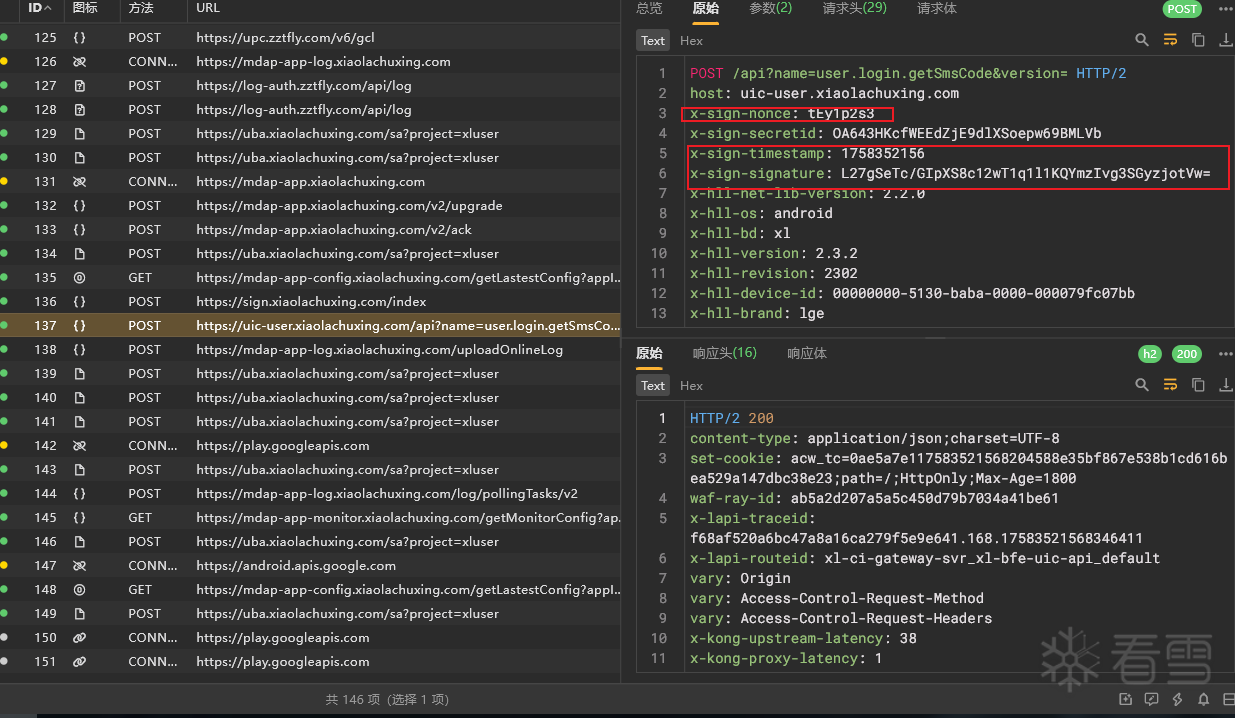 ID 图标 方法 URL
125 {} POST https://upc.zztfly.com/v6/gcl
126 CONN... https://mdap-app-log.xiaolachuxing.com
127 POST https://log-auth.zztfly.com/api/log
128 POST https://log-auth.zztfly.com/api/log
129 POST https://uba.xiaolachuxing.com/sa?project=xluser
130 POST https://uba.xiaolachuxing.com/sa?project=xluser
131 CONN... https://mdap-app.xiaolachuxing.com
132 {} POST https://mdap-app.xiaolachuxing.com/v2/upgrade
133 {} POST https://mdap-app.xiaolachuxing.com/v2/ack
134 POST https://uba.xiaolachuxing.com/sa?project=xluser
135 GET https://mdap-app-config.xiaolachuxing.com/getLastestConfig?appI...
136 {} POST https://sign.xiaolachuxing.com/index
137 {} POST https://uic-user.xiaolachuxing.com/api?name=user.login.getSmsCo...
138 {} POST https://mdap-app-log.xiaolachuxing.com/uploadOnlineLog
139 POST https://uba.xiaolachuxing.com/sa?project=xluser
140 POST https://uba.xiaolachuxing.com/sa?project=xluser
141 POST https://uba.xiaolachuxing.com/sa?project=xluser
142 CONN... https://play.googleapis.com
143 POST https://uba.xiaolachuxing.com/sa?project=xluser
144 {} POST https://mdap-app-log.xiaolachuxing.com/log/pollingTasks/v2
145 {} GET https://mdap-app-monitor.xiaolachuxing.com/getMonitorConfig?ap...
146 POST https://uba.xiaolachuxing.com/sa?project=xluser
147 CONN... https://android.apis.google.com
148 GET https://mdap-app-config.xiaolachuxing.com/getLastestConfig?appI...
149 POST https://uba.xiaolachuxing.com/sa?project=xluser
150 CONN... https://play.googleapis.com
151 CONN... https://play.googleapis.com
共 146 项 (选择 1 项)
总览 原始 参数(2) 请求头(29) 请求体 POST
Text Hex
1 POST /api?name=user.login.getSmsCode&version= HTTP/2
2 host: uic-user.xiaolachuxing.com
3 x-sign-nonce: tEy1p2s3
4 x-sign-secretid: OA643HKcfWEEdZjE9dlXSoepw69BMLVb
5 x-sign-timestamp: 1758352156
6 x-sign-signature: L27gSeTc/GIpXS8c12wT1q1l1KQYmzIvg3SGyzjotVw=
7 x-hll-net-lib-version: 2.2.0
8 x-hll-os: android
9 x-hll-bd: xl
10 x-hll-version: 2.3.2
11 x-hll-revision: 2302
12 x-hll-device-id: 00000000-5130-baba-0000-000079fc07bb
13 x-hll-brand: lge
原始 响应头(16) 响应体 h2 200
Text Hex
1 HTTP/2 200
2 content-type: application/json;charset=UTF-8
3 set-cookie: acw_tc=0ae5a7e117583521568204588e35bf867e538b1cd616b
ea529a147dbc38e23;path=/;HttpOnly;Max-Age=1800
4 waf-ray-id: ab5a2d207a5a5c450d79b7034a41be61
5 x-lapi-traceid:
f68af520a6bc47a8a16ca279f5e9e641.168.17583521568346411
6 x-lapi-routeid: xl-ci-gateway-svr_xl-bfe-uic-api_default
7 vary: Origin
8 vary: Access-Control-Request-Method
9 vary: Access-Control-Request-Headers
10 x-kong-upstream-latency: 38
11 x-kong-proxy-latency: 1
看雪